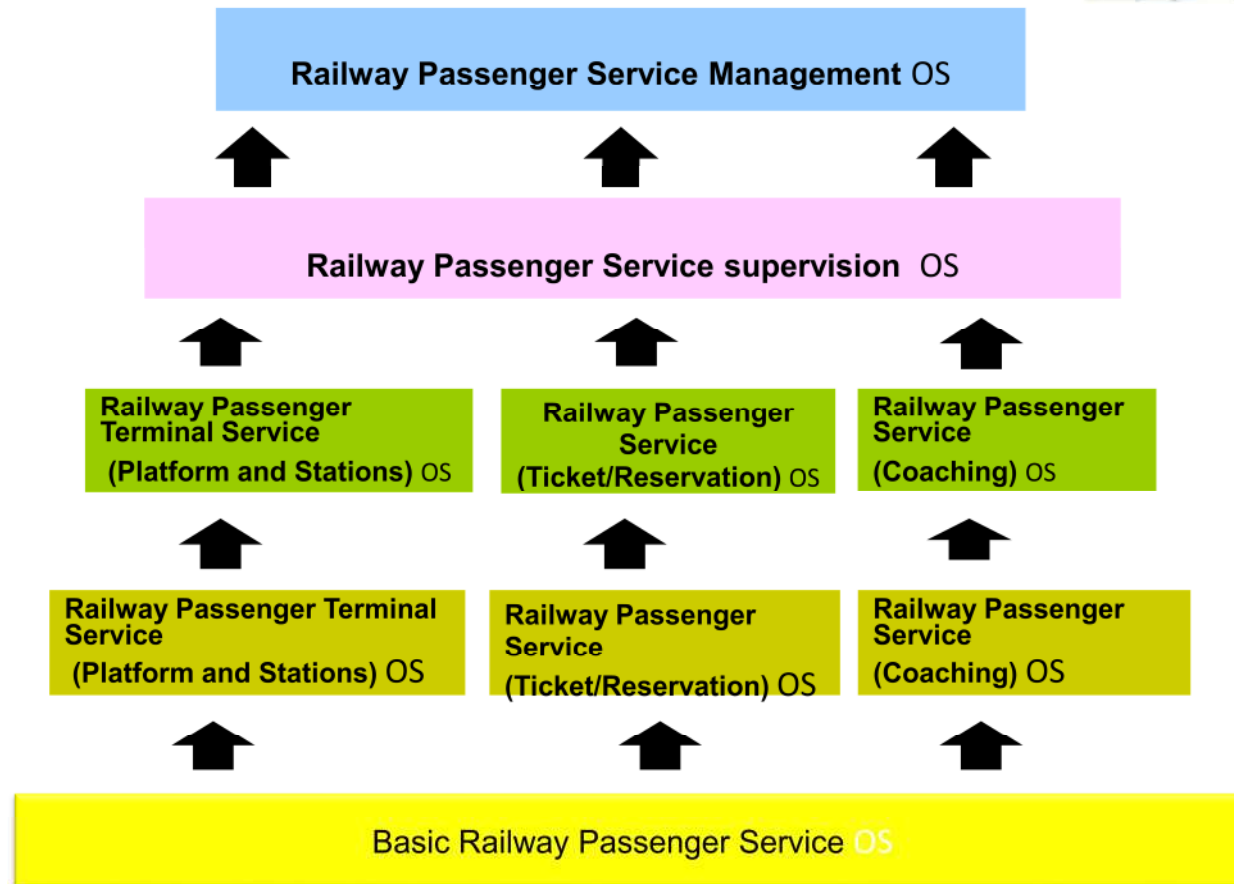 Railway Passenger Service Management OS
Railway Passenger Service supervision OS
Railway Passenger
Terminal Service
(Platform and Stations) OS
Railway Passenger
Service
(Ticket/Reservation) OS
Railway Passenger
Service
(Coaching) OS
Railway Passenger Terminal
Service
(Platform and Stations) OS
Railway Passenger
Service
(Ticket/Reservation) OS
Railway Passenger
Service
(Coaching) OS
Basic Railway Passenger Service OS